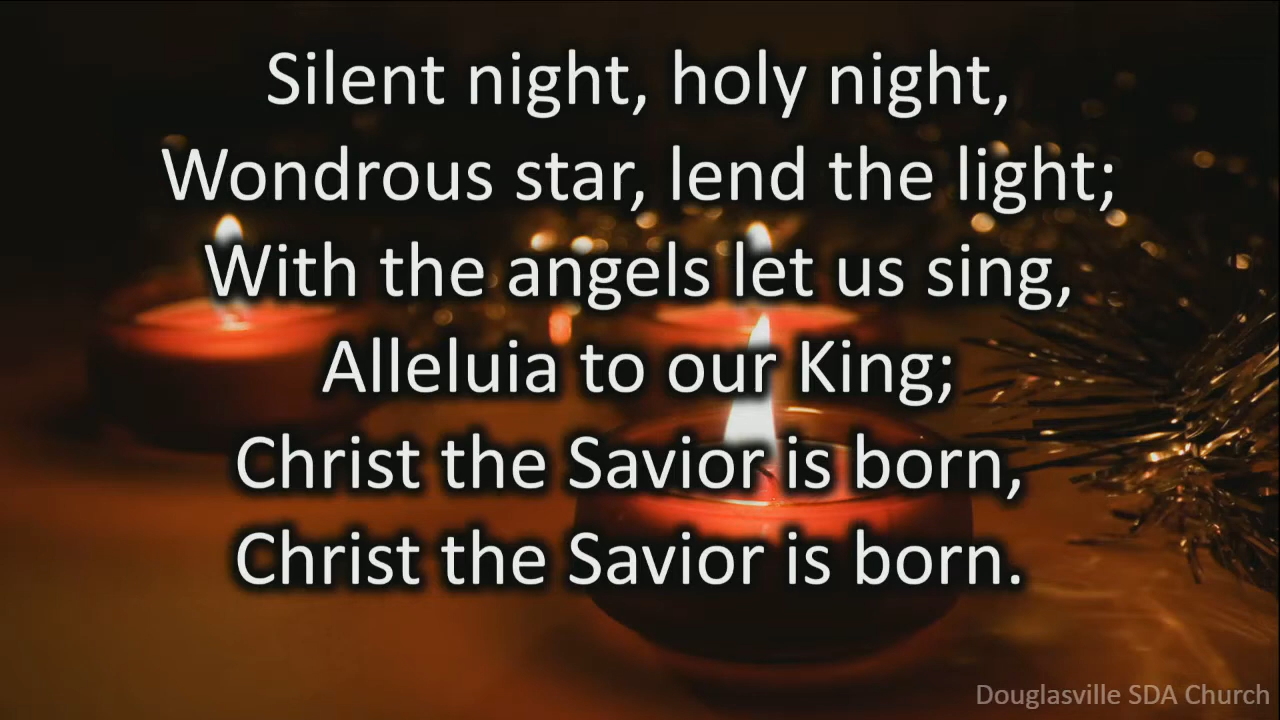 Silent night, holy night,
Wondrous star, lend the light;
With the angels let us sing,
Alleluia to our King;
Christ the Savior is born,
Christ the Savior is born.
Douglasville SDA Church